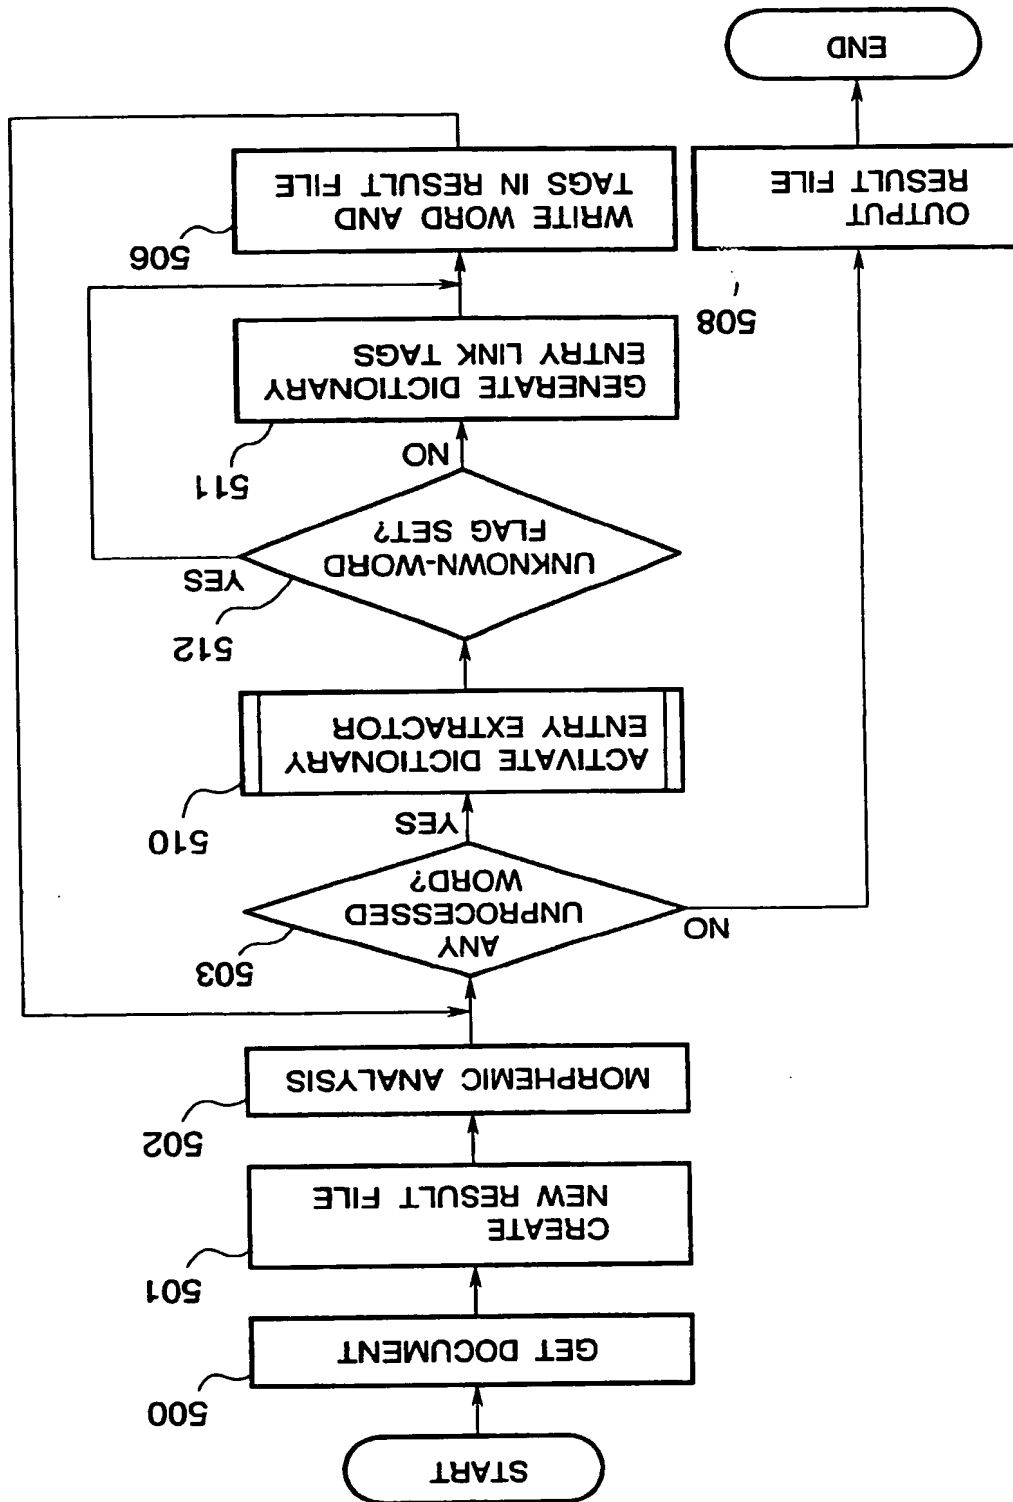 START
GET DOCUMENT
500
CREATE
NEW RESULT FILE
501
MORPHEMIC ANALYSIS
502
ANY
UNPROCESSED
WORD?
503
NO
YES
ACTIVATE DICTIONARY
ENTRY EXTRACTOR
510
UNKNOWN-WORD
FLAG SET?
512
YES
NO
GENERATE DICTIONARY
ENTRY LINK TAGS
511
WRITE WORD AND
TAGS IN RESULT FILE
506
508
OUTPUT
RESULT FILE
END